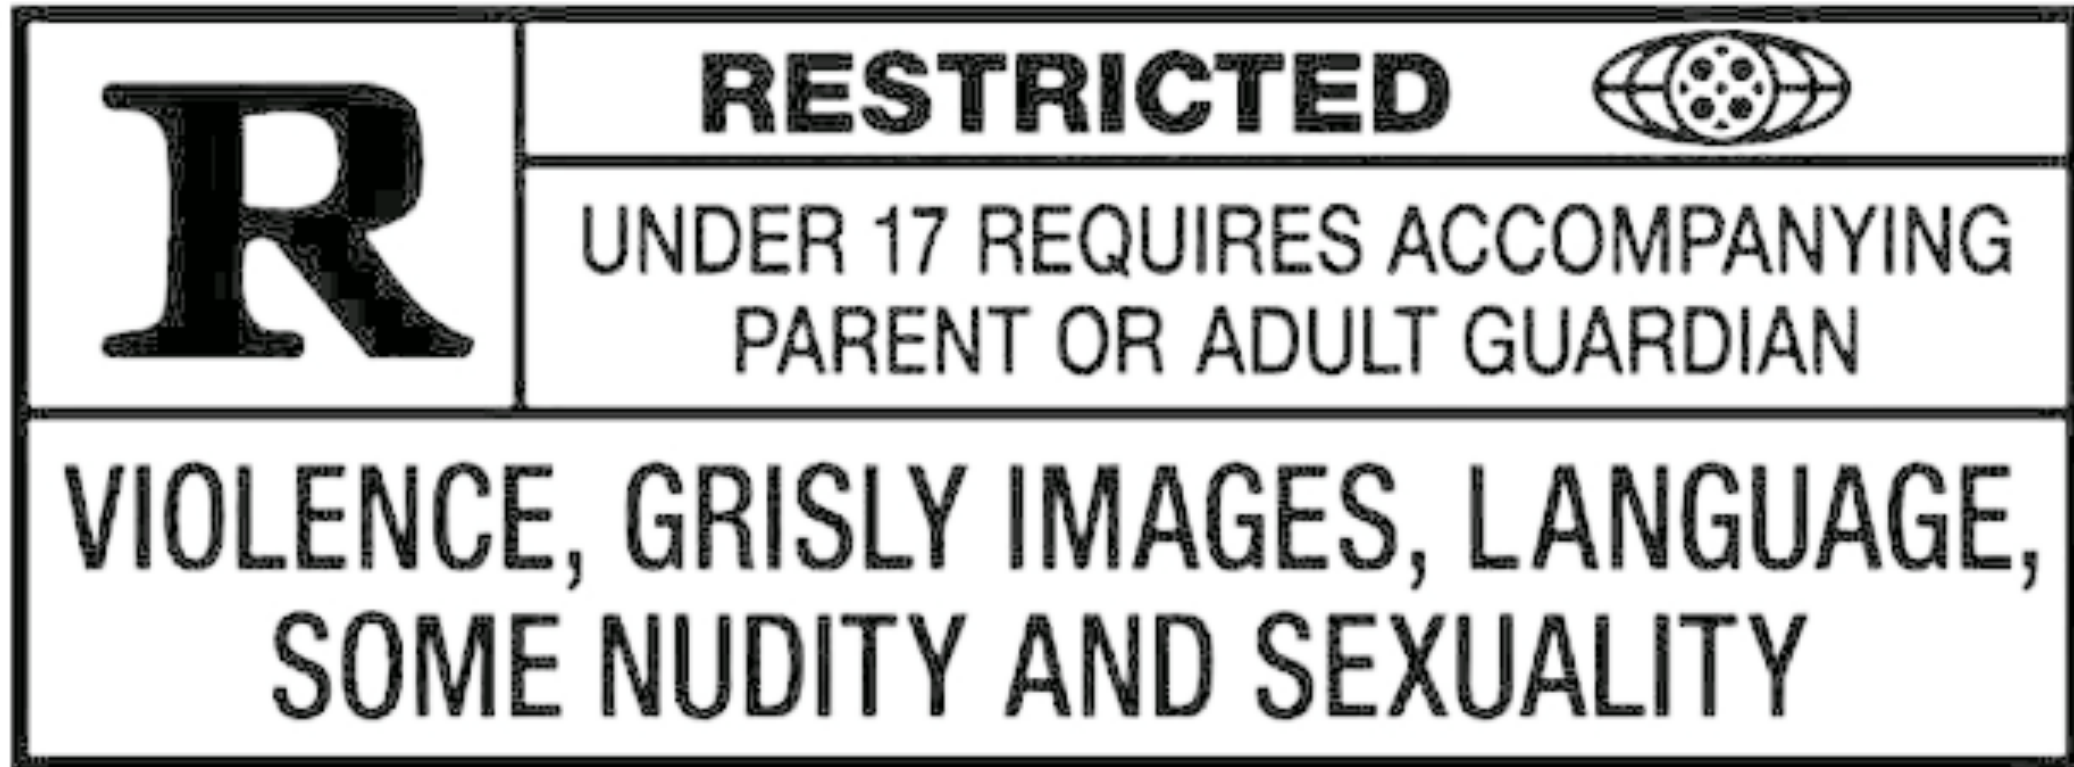 R
RESTRICTED
UNDER 17 REQUIRES ACCOMPANYING
PARENT OR ADULT GUARDIAN
VIOLENCE, GRISLY IMAGES, LANGUAGE,
SOME NUDITY AND SEXUALITY